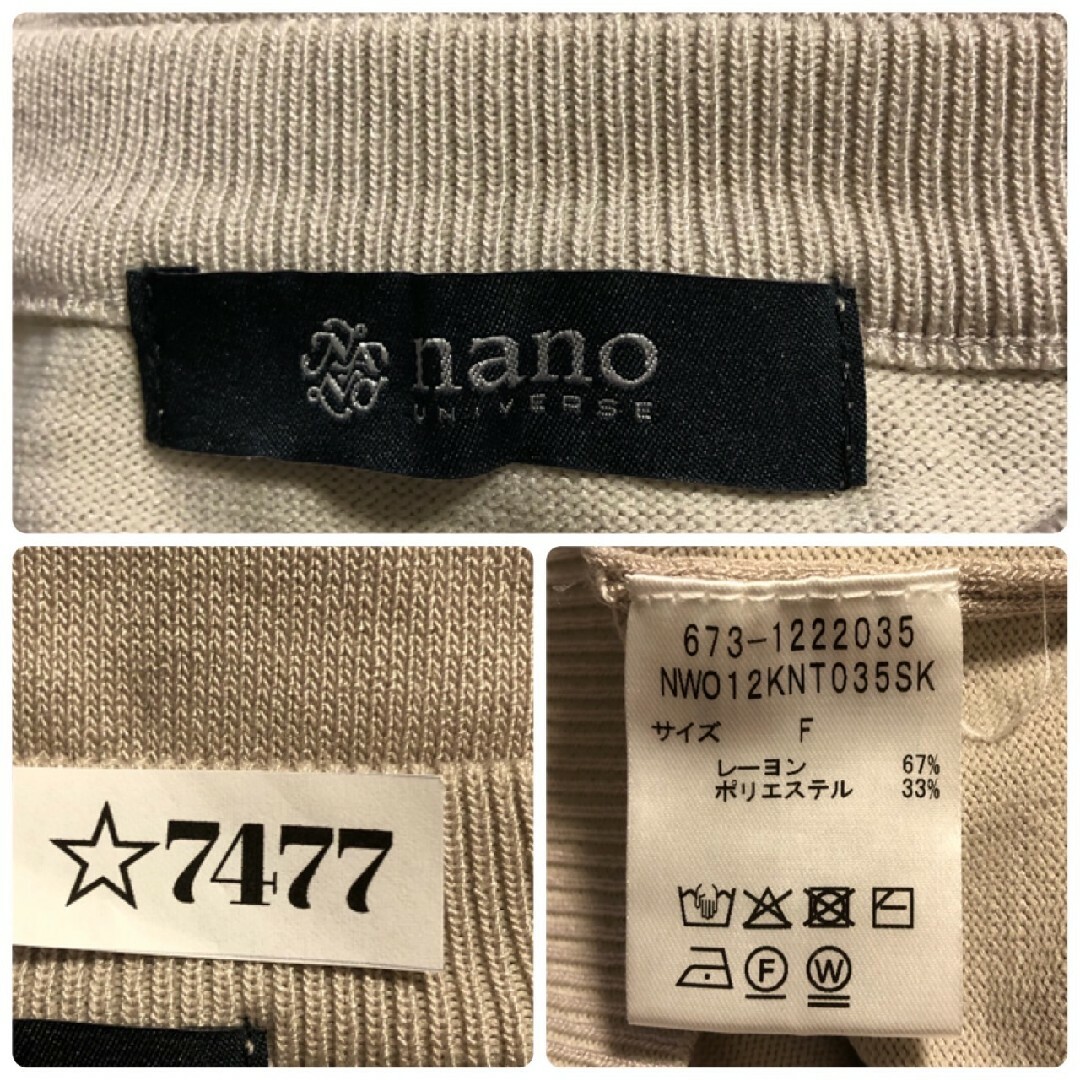 nano
UNIVERSE
☆7477
673-1222035
NW012KNT035SK
サイズ F
レーヨン 67%
ポリエステル 33%
F W